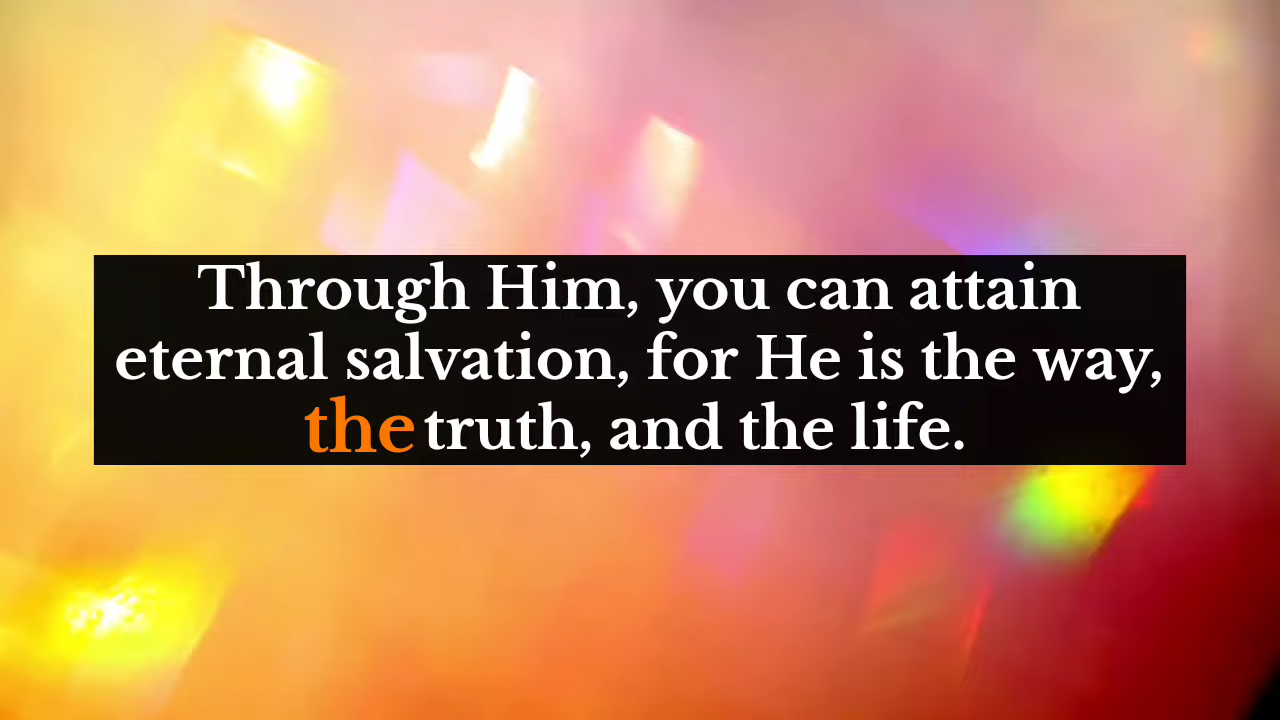 Through Him, you can attain
eternal salvation, for He is the way,
the truth, and the life.